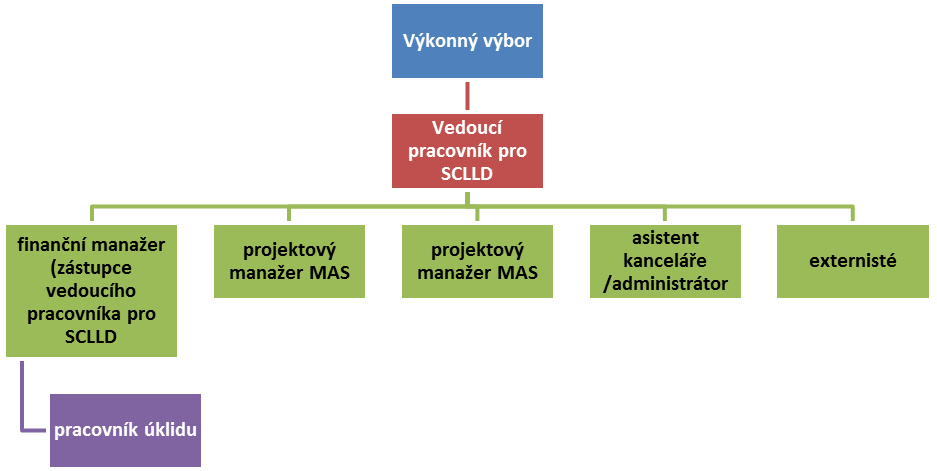 Výkonný výbor
Vedoucí
pracovník pro
SCLLD
finanční manažer
(zástupce
vedoucího
pracovníka pro
SCLLD
projektový
manažer MAS
projektový
manažer MAS
asistent
kanceláře
/administrátor
externisté
pracovník úklidu